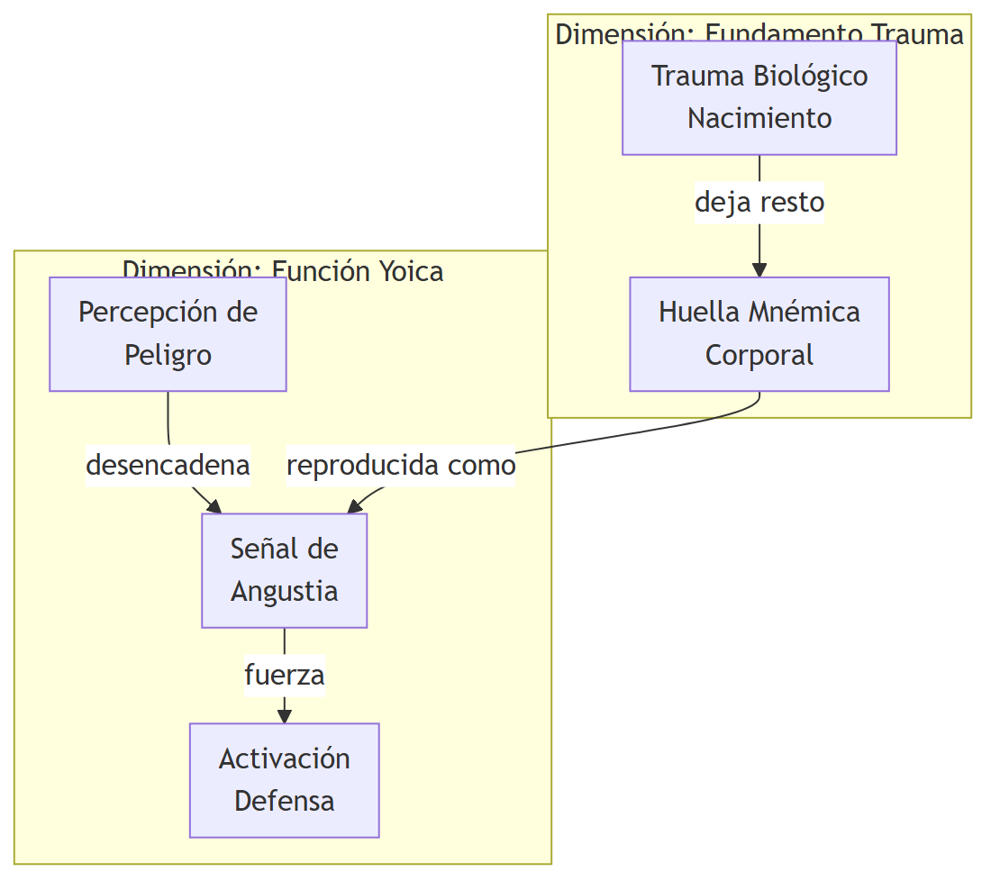 Dimensión: Fundamento Trauma
Trauma Biológico
Nacimiento
deja resto
Huella Mnémica
Corporal
Dimensión: Función Yoica
Percepción de
Peligro
desencadena
reproducida como
Señal de
Angustia
fuerza
Activación
Defensa